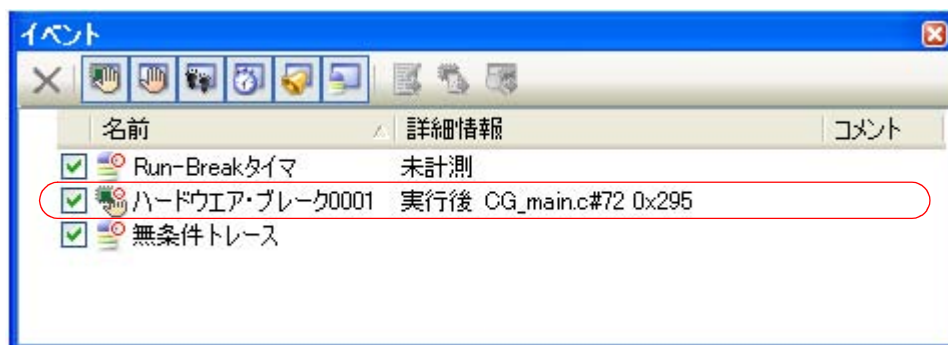 イベント
名前 詳細情報 コメント
Run-Breakタイマ 未計測
ハードウエア・ブレーク0001 実行後 CG_main.c#72 0x295
無条件トレース